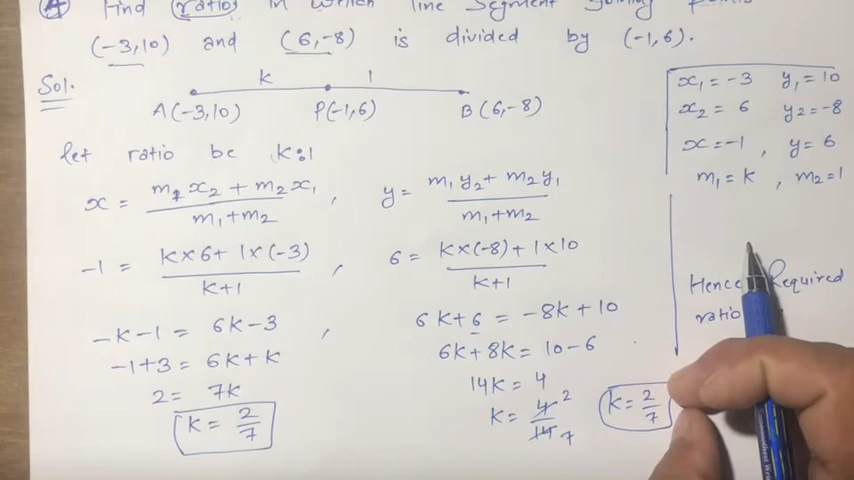 (4) Find ratio in which line segment joining points
(-3,10) and (6,-8) is divided by (-1,6).
Sol.
k 1
A(-3,10) P(-1,6) B(6,-8)
let ratio be k:1
x = m₁x₂ + m₂x₁ / m₁+m₂ , y = m₁y₂ + m₂y₁ / m₁+m₂
-1 = k×6 + 1×(-3) / k+1 , 6 = k×(-8) + 1×10 / k+1
-k-1 = 6k-3 , 6k+6 = -8k+10
-1+3 = 6k+k 6k+8k = 10-6
2 = 7k 14k = 4
k = 2/7 k = 4/14 2 7 k = 2/7
x₁ = -3 y₁ = 10
x₂ = 6 y₂ = -8
x = -1 , y = 6
m₁ = k , m₂ = 1
Hence Required
ratio